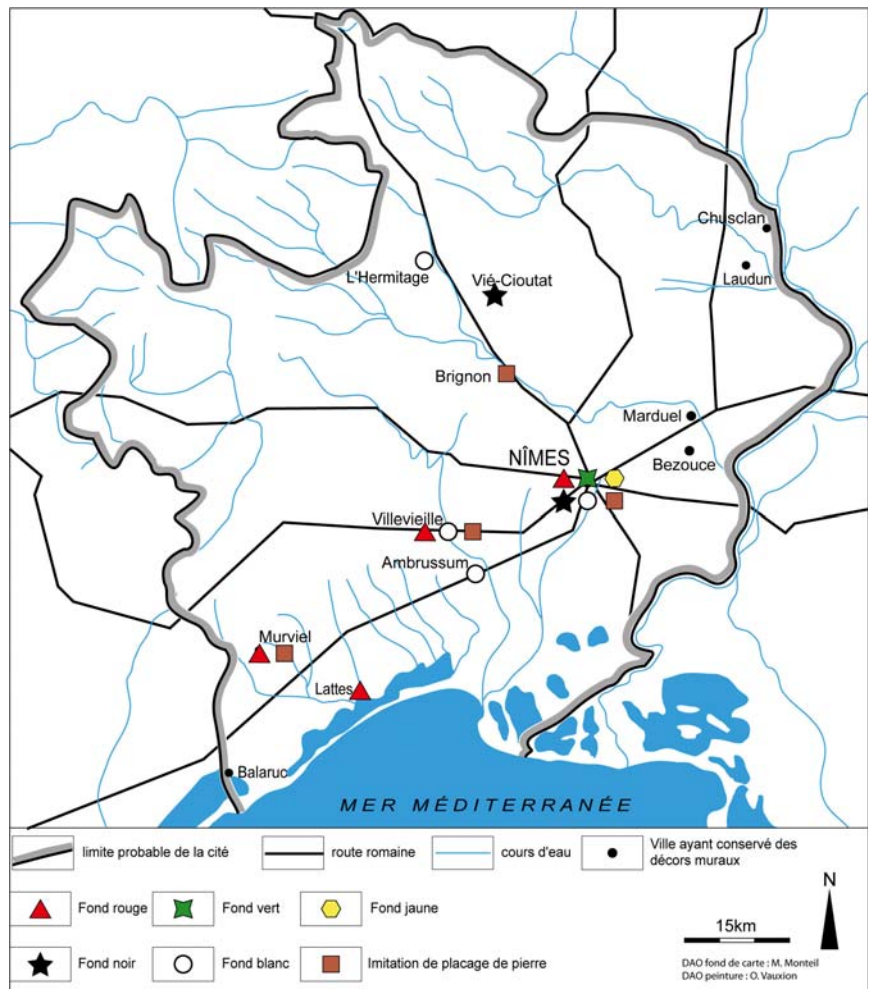 Chusclan
L'Hermitage
Vié-Cioutat
Laudun
Brignon
Marduel
NÎMES
Bezouce
Villevieille
Ambrussum
Murviel
Lattes
Balaruc
MER MÉDITERRANÉE
limite probable de la cité
route romaine
cours d'eau
Ville ayant conservé des
décors muraux
Fond rouge
Fond vert
Fond jaune
N
15km
Fond noir
Fond blanc
Imitation de placage de pierre
DAO fond de carte : M. Monteil
DAO peinture : O. Vauxion